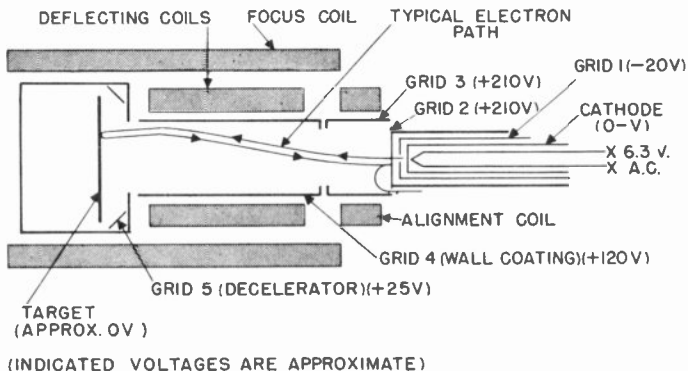 DEFLECTING COILS
FOCUS COIL
TYPICAL ELECTRON
PATH
GRID 3 (+210V)
GRID 1 (-20V)
GRID 2 (+210V)
CATHODE
(0-V)
X 6.3 V.
X A.C.
ALIGNMENT COIL
GRID 4 (WALL COATING)(+120V)
GRID 5 (DECELERATOR)(+25V)
TARGET
(APPROX. 0V)
(INDICATED VOLTAGES ARE APPROXIMATE)